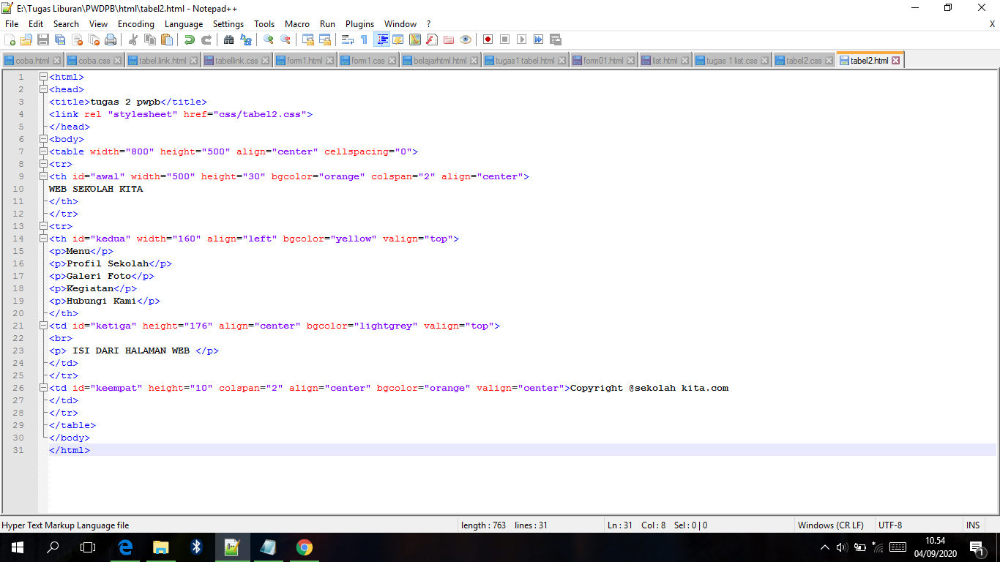 E:\Tugas Liburan\PWDPB\html\tabel2.html - Notepad++
File Edit Search View Encoding Language Settings Tools Macro Run Plugins Window ? X
coba.html coba.css tabel,link.html tabellink.css form1.html form1.css belajarhtml.html tugas1 tabel.html form01.html list.html tugas 1 list.css tabel2.css tabel2.html
1 <html>
2 <head>
3 <title>tugas 2 pwpb</title>
4 <link rel "stylesheet" href="css/tabel2.css">
5 </head>
6 <body>
7 <table width="800" height="500" align="center" cellspacing="0">
8 <tr>
9 <th id="awal" width="500" height="30" bgcolor="orange" colspan="2" align="center">
10 WEB SEKOLAH KITA
11 </th>
12 </tr>
13 <tr>
14 <th id="kedua" width="160" align="left" bgcolor="yellow" valign="top">
15 <p>Menu</p>
16 <p>Profil Sekolah</p>
17 <p>Galeri Foto</p>
18 <p>Kegiatan</p>
19 <p>Hubungi Kami</p>
20 </th>
21 <td id="ketiga" height="176" align="center" bgcolor="lightgrey" valign="top">
22 <br>
23 <p> ISI DARI HALAMAN WEB </p>
24 </td>
25 </tr>
26 <td id="keempat" height="10" colspan="2" align="center" bgcolor="orange" valign="center">Copyright @sekolah kita.com
27 </td>
28 </tr>
29 </table>
30 </body>
31 </html>
Hyper Text Markup Language file length : 763 lines : 31 Ln : 31 Col : 8 Sel : 0 | 0 Windows (CR LF) UTF-8 INS
10.54
04/09/2020
1